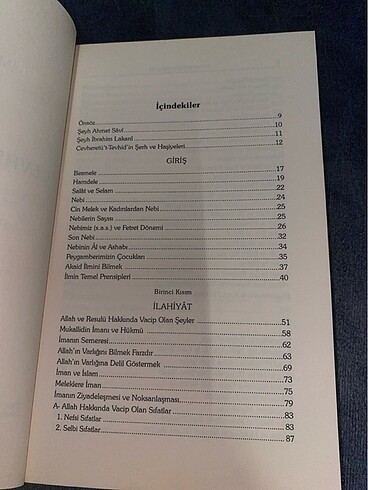 İçindekiler
Önsöz 9
Şeyh Ahmet Sâvî 10
Şeyh İbrahim Lakanî 11
Cevheretü't-Tevhid'in Şerh ve Haşiyeleri 12
GİRİŞ
Besmele 17
Hamdele 19
Salât ve Selam 22
Nebi 24
Cin Melek ve Kadınlardan Nebi 25
Nebilerin Sayısı 25
Nebimiz (s.a.s.) ve Fetret Dönemi 26
Son Nebi 32
Nebinin Âl ve Ashabı 34
Peygamberimizin Çocukları 35
Akaid İlmini Bilmek 37
İlmin Temel Prensipleri 40
Birinci Kısım
İLAHİYÂT
Allah ve Resulü Hakkında Vacip Olan Şeyler 51
Mukallidin İmanı ve Hükmü 58
İmanın Semeresi 62
Allah'ın Varlığını Bilmek Farzdır 63
Allah'ın Varlığına Delil Göstermek 69
İman ve İslam 73
Meleklere İman 75
İmanın Ziyadeleşmesi ve Noksanlaşması 79
A- Allah Hakkında Vacip Olan Sıfatlar 83
1. Nefsi Sıfatlar 83
2. Selbi Sıfatlar 87